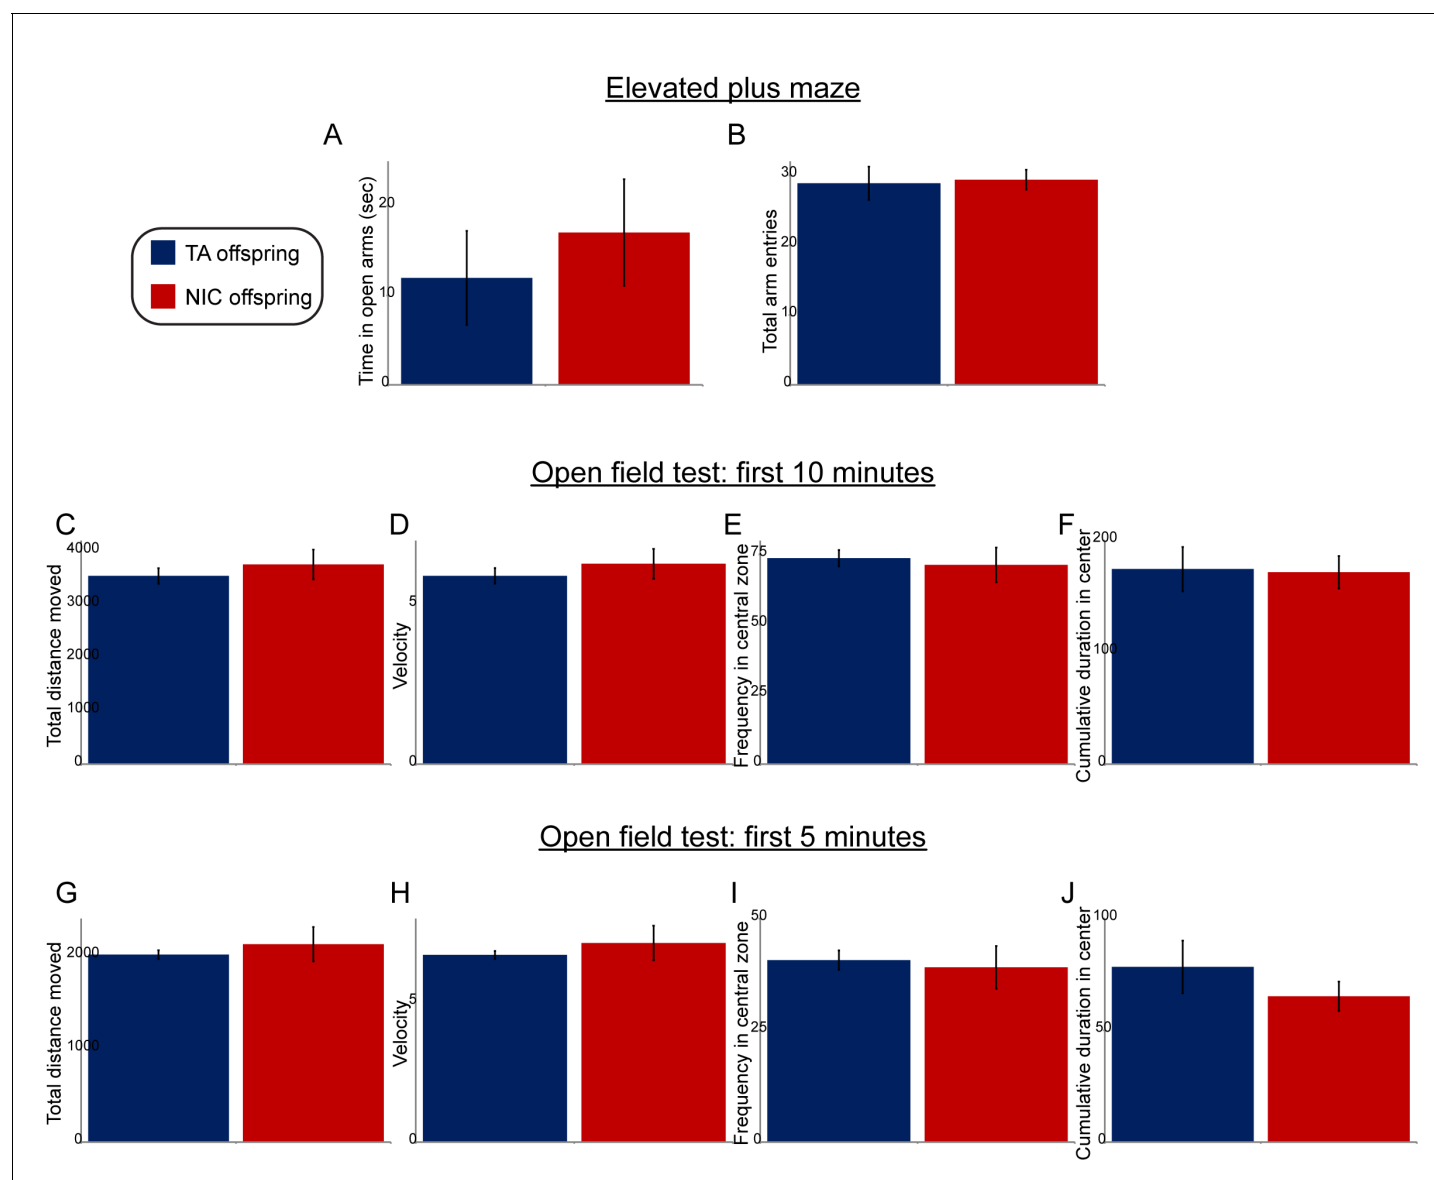 Elevated plus maze
A
B
Time in open arms (sec)
20
10
0
Total arm entries
30
20
10
0
TA offspring
NIC offspring
Open field test: first 10 minutes
C
D
E
F
Total distance moved
4000
3000
2000
1000
0
Velocity
5
0
Frequency in central zone
75
50
25
0
Cumulative duration in center
200
100
0
Open field test: first 5 minutes
G
H
I
J
Total distance moved
2000
1000
0
Velocity
5
0
Frequency in central zone
50
25
0
Cumulative duration in center
100
50
0